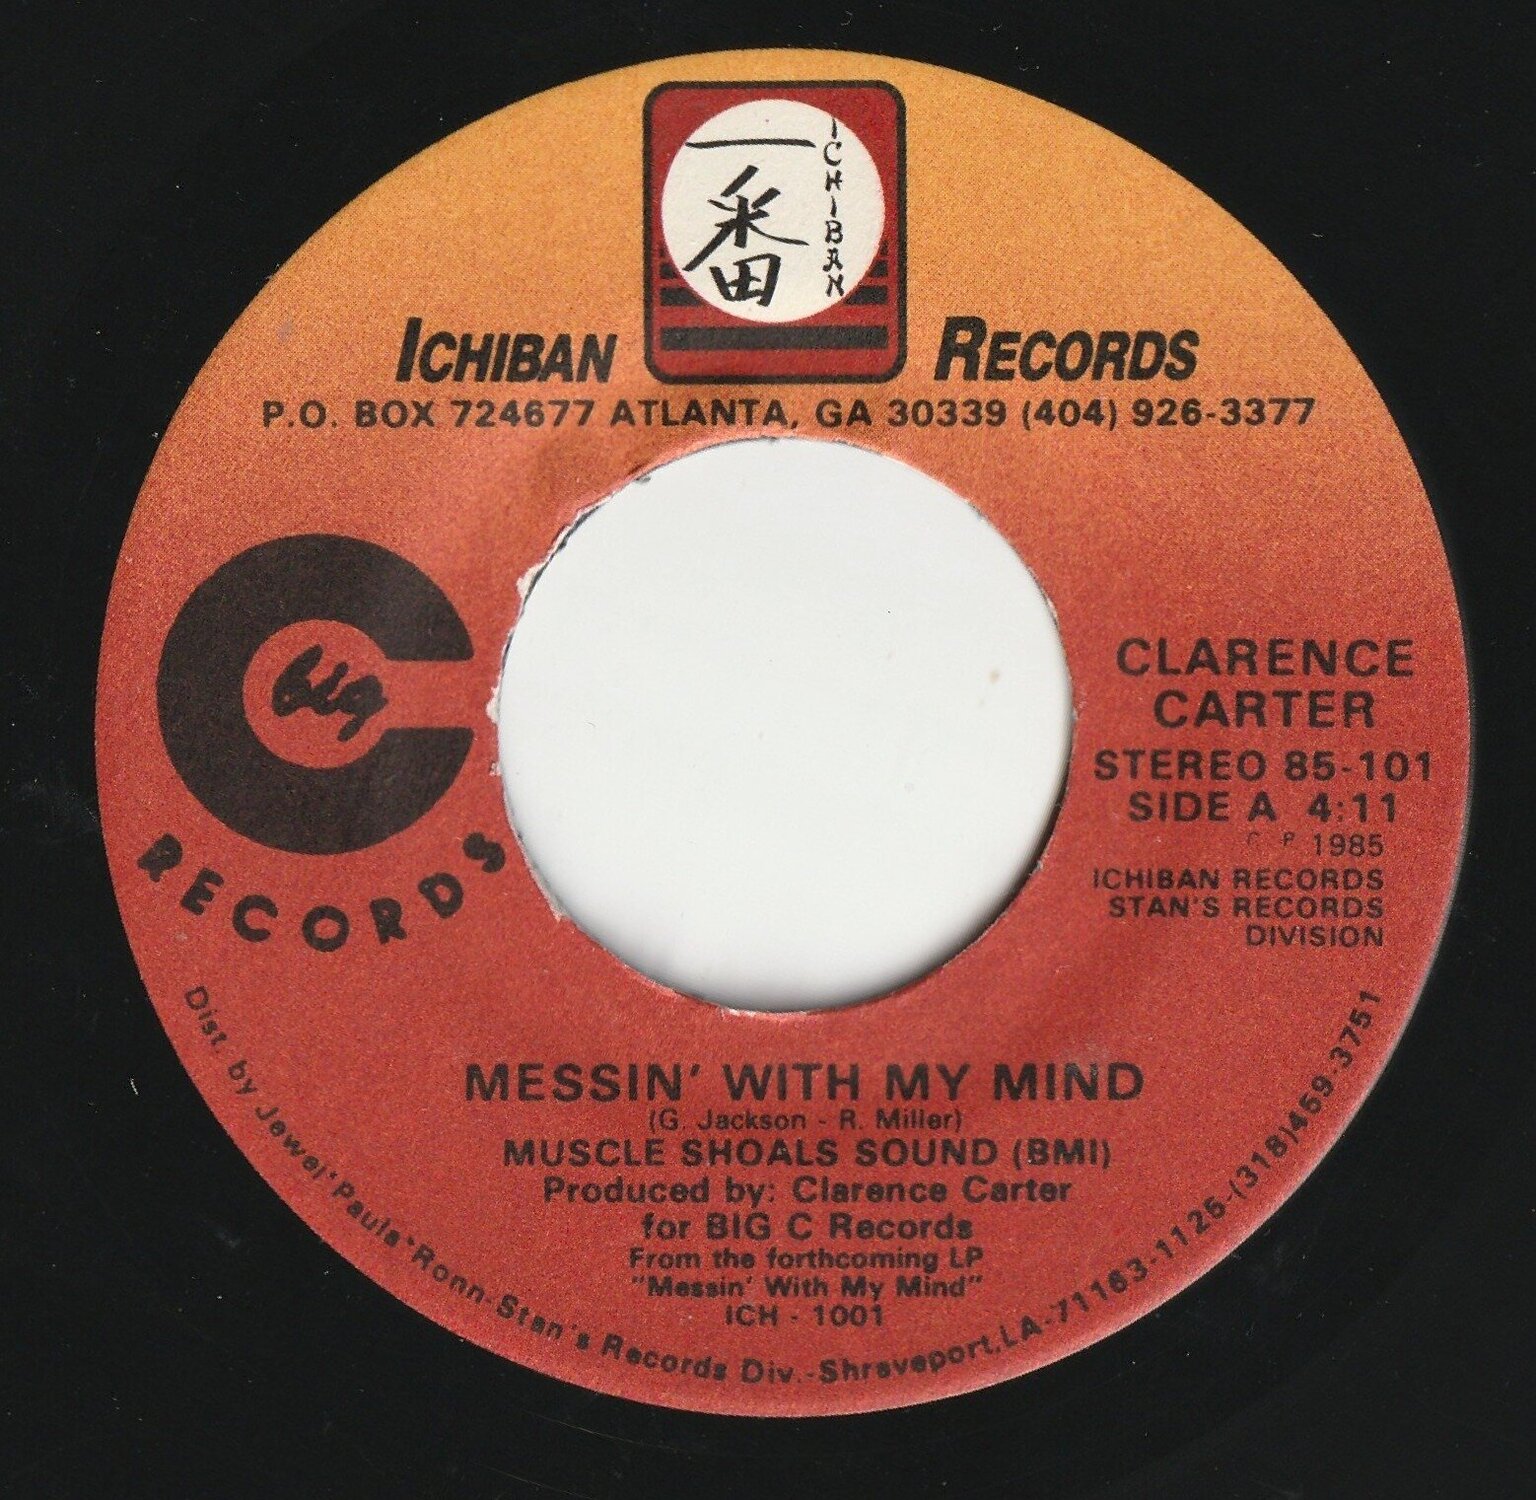 一番
ICHIBAN
ICHIBAN RECORDS
P.O. BOX 724677 ATLANTA, GA 30339 (404) 926-3377
big
C
RECORDS
CLARENCE
CARTER
STEREO 85-101
SIDE A 4:11
C P 1985
ICHIBAN RECORDS
STAN'S RECORDS
DIVISION
MESSIN' WITH MY MIND
(G. Jackson - R. Miller)
MUSCLE SHOALS SOUND (BMI)
Produced by: Clarence Carter
for BIG C Records
From the forthcoming LP
"Messin' With My Mind"
ICH - 1001
Dist. by Jewel*Paula*Ronn-Stan's Records Div.-Shreveport,LA-71163-1125-(318)459-3751